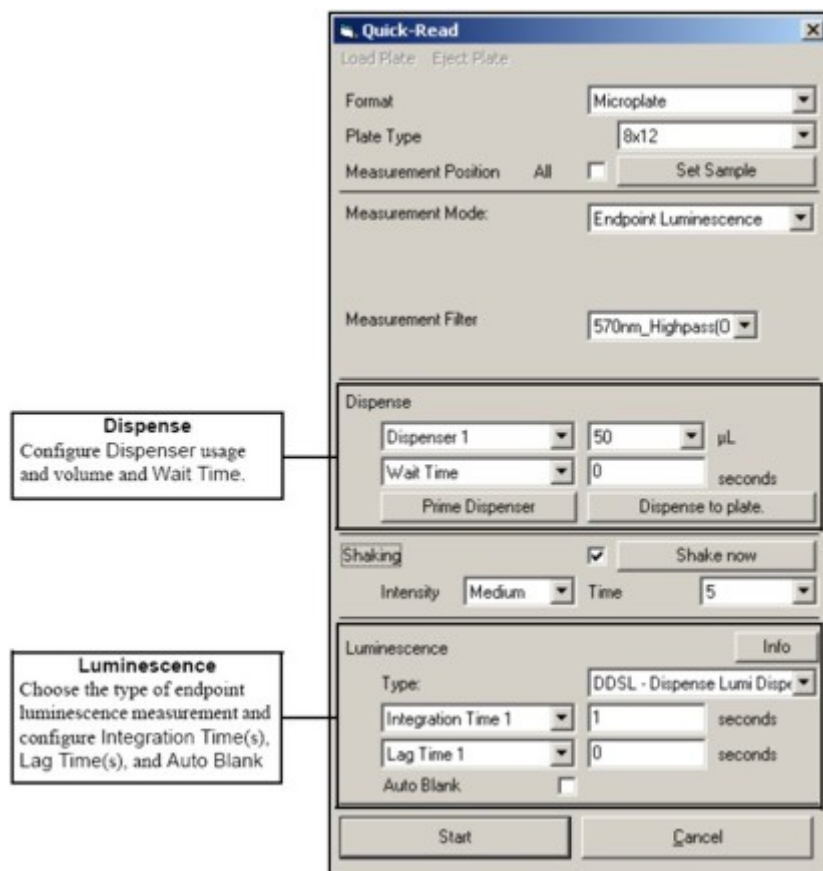 Quick-Read
Load Plate Eject Plate
Format Microplate
Plate Type 8x12
Measurement Position All Set Sample
Measurement Mode: Endpoint Luminescence
Measurement Filter 570nm_Highpass(O
Dispense
Configure Dispenser usage
and volume and Wait Time.
Dispense
Dispenser 1 50 µL
Wait Time 0 seconds
Prime Dispenser Dispense to plate.
Shaking Shake now
Intensity Medium Time 5
Luminescence
Choose the type of endpoint
luminescence measurement and
configure Integration Time(s),
Lag Time(s), and Auto Blank
Luminescence Info
Type: DDSL - Dispense Lumi Dispe
Integration Time 1 1 seconds
Lag Time 1 0 seconds
Auto Blank
Start Cancel